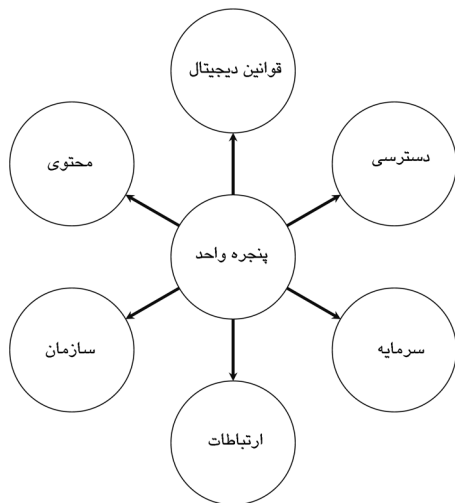 قوانین دیجیتال
محتوی
دسترسی
پنجره واحد
سازمان
سرمایه
ارتباطات